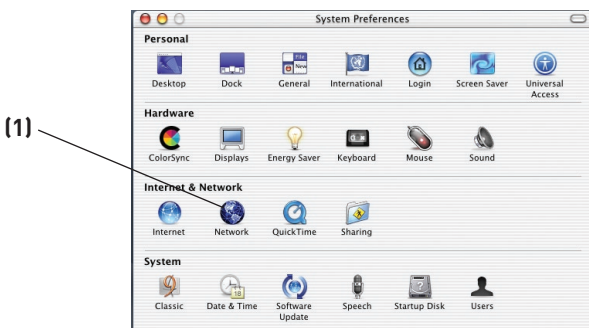 System Preferences
Personal
Desktop Dock General International Login Screen Saver Universal Access
Hardware
(1)
ColorSync Displays Energy Saver Keyboard Mouse Sound
Internet & Network
Internet Network QuickTime Sharing
System
Classic Date & Time Software Update Speech Startup Disk Users